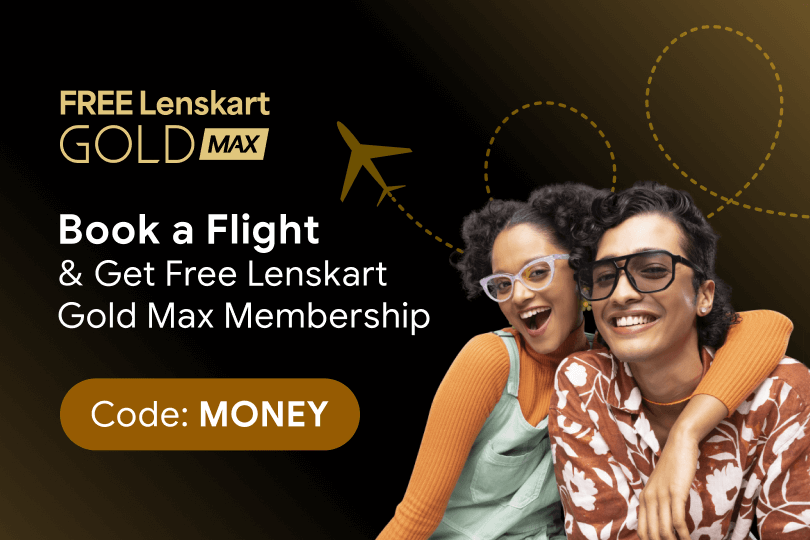 FREE Lenskart
GOLD MAX
Book a Flight
& Get Free Lenskart
Gold Max Membership
Code: MONEY